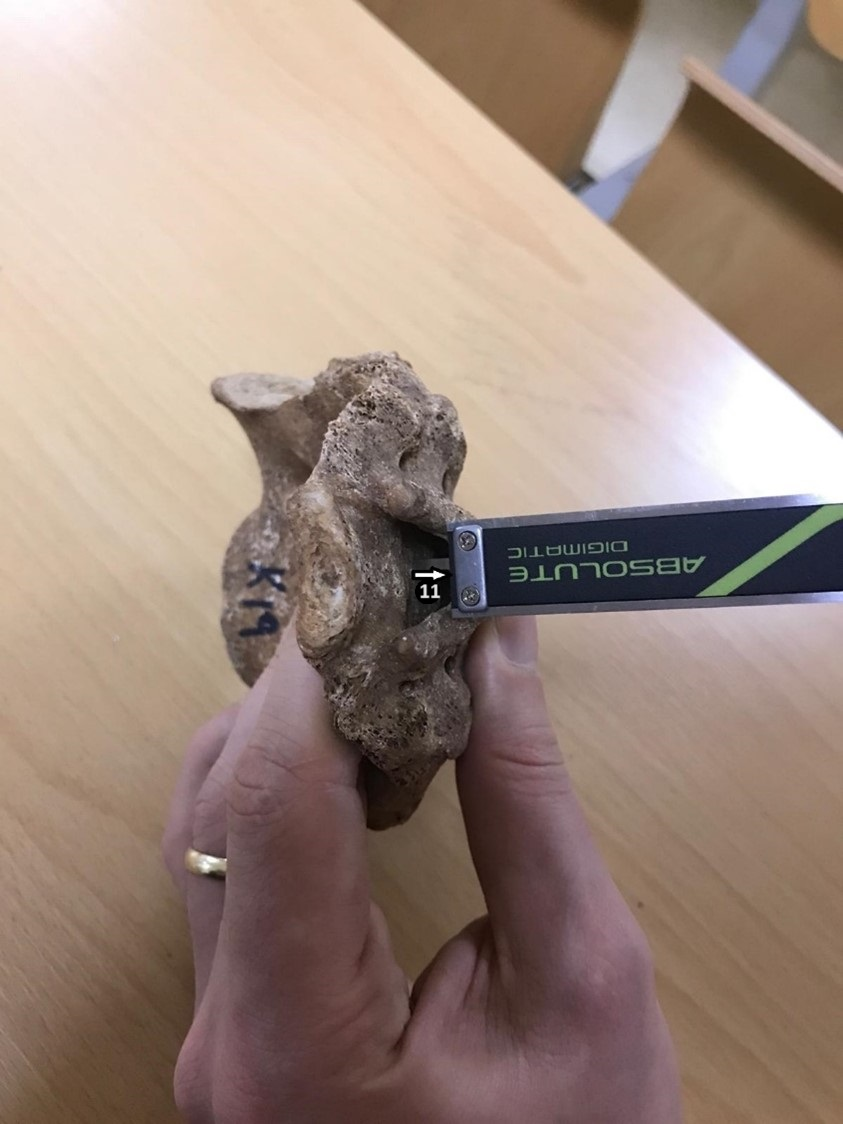 K19
11
ABSOLUTE
DIGIMATIC